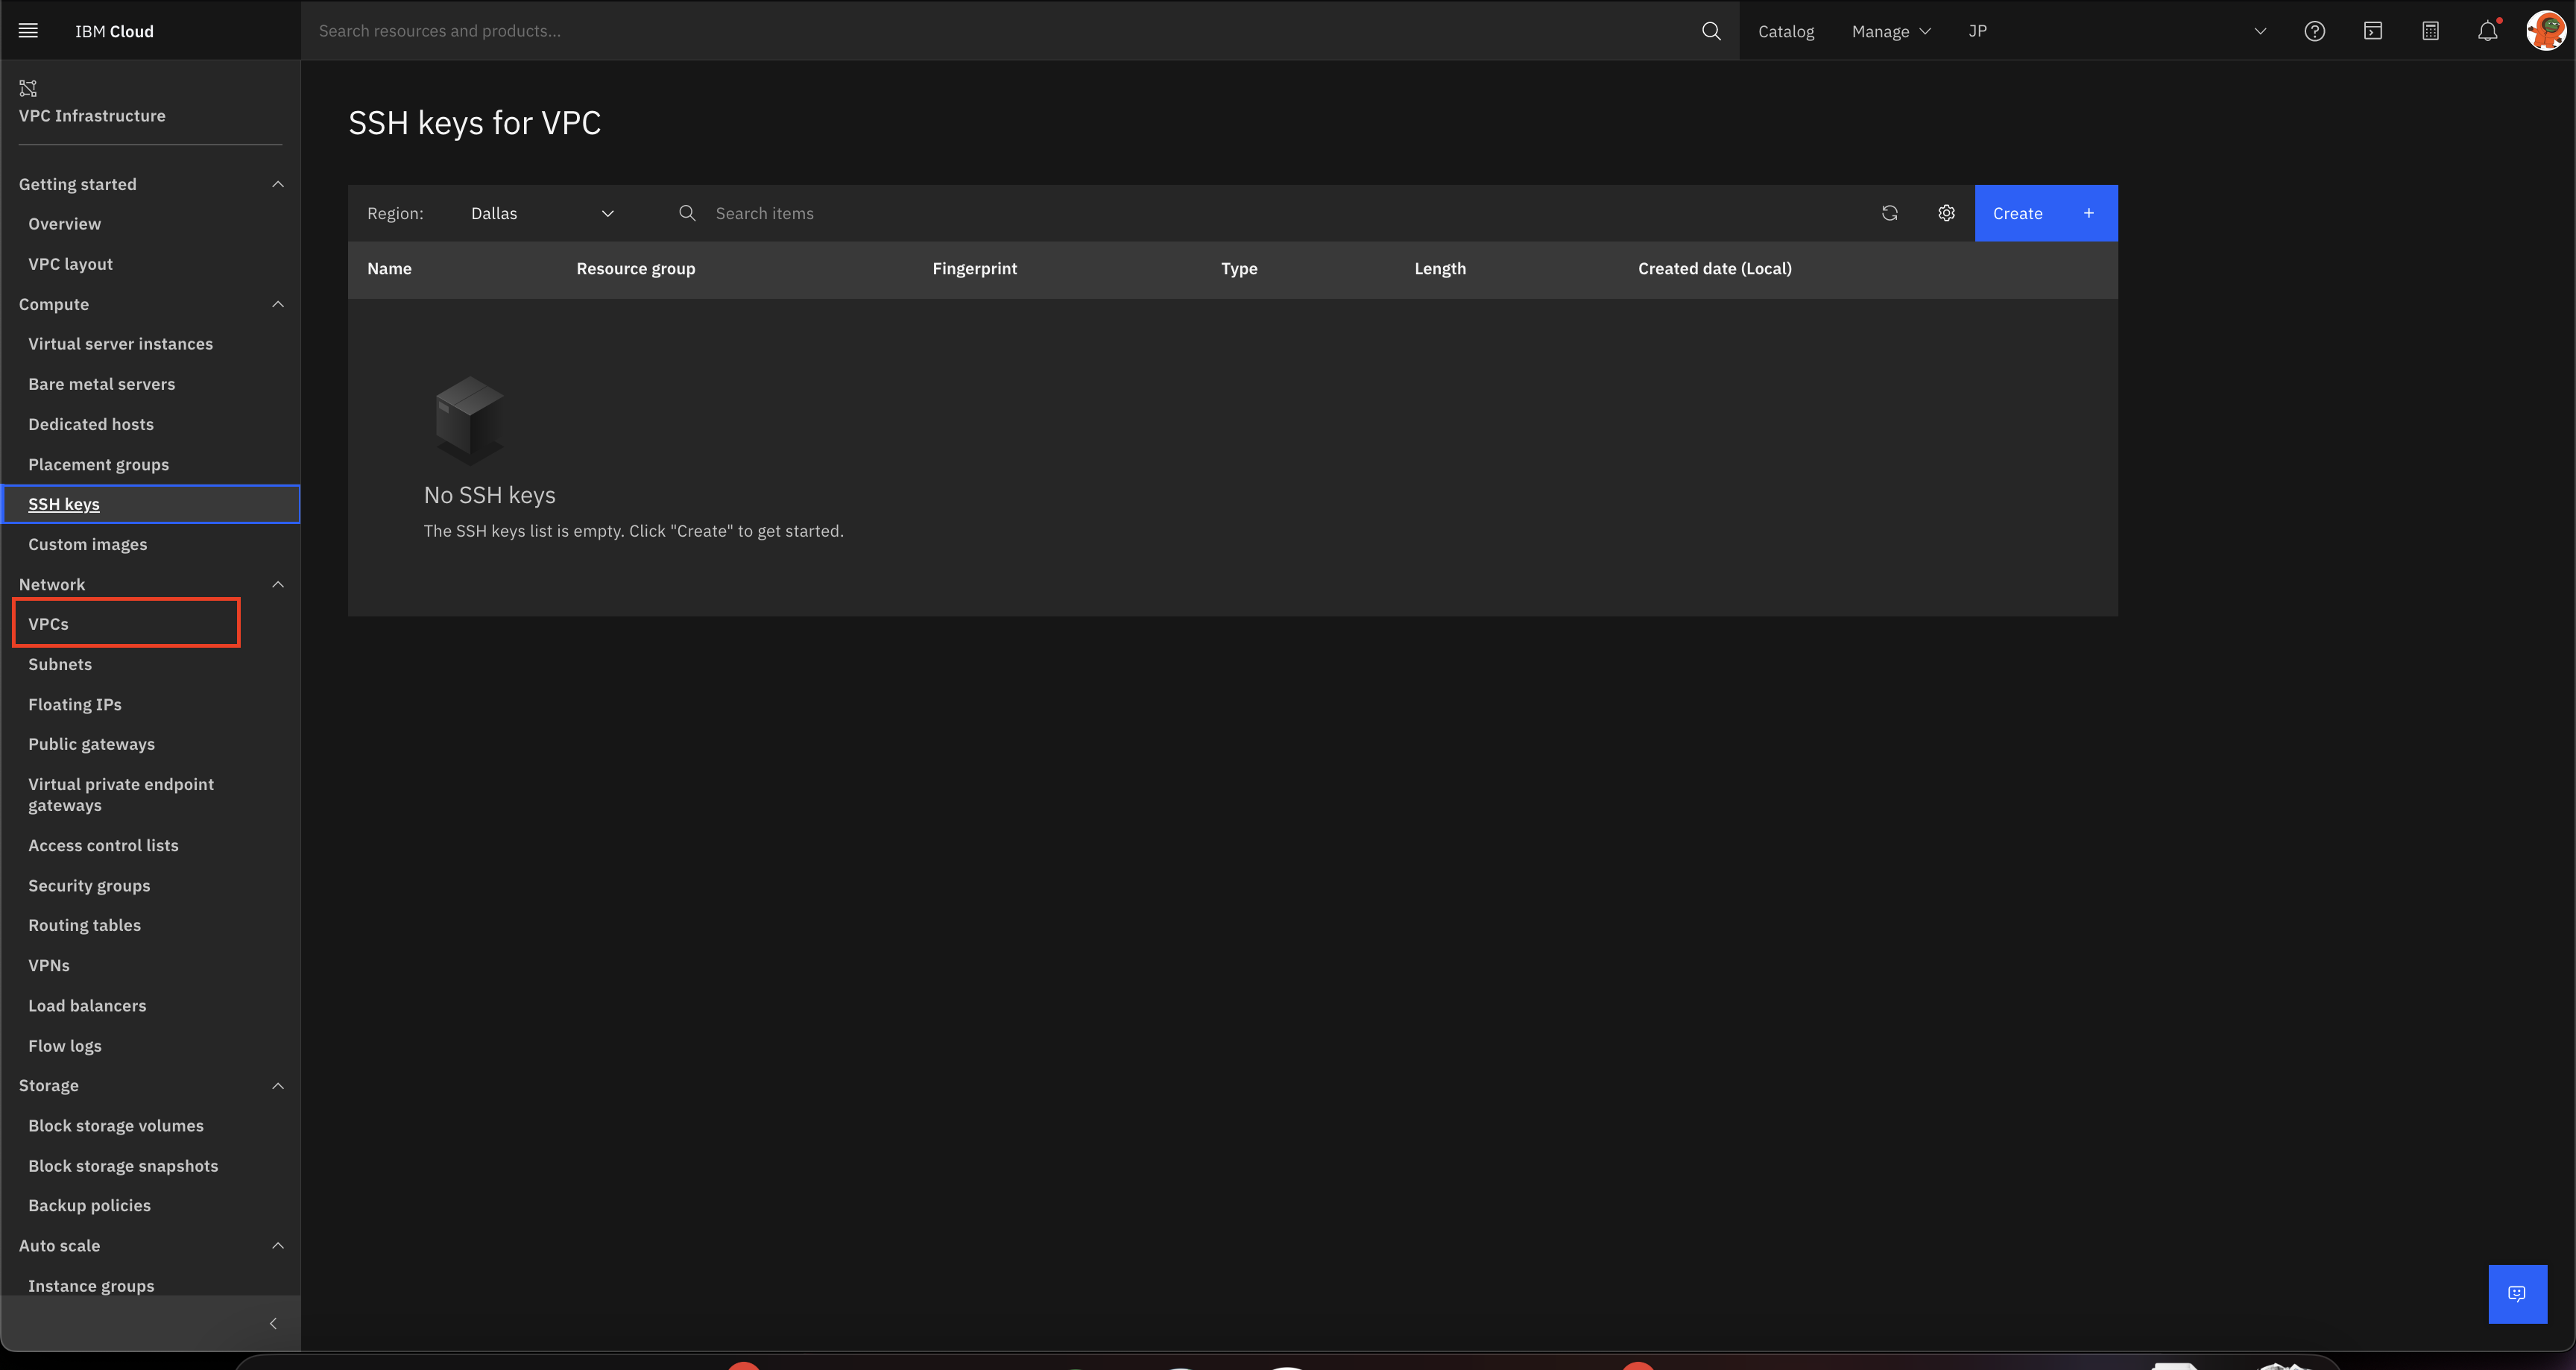 IBM Cloud
Search resources and products...
Catalog
Manage
JP
VPC Infrastructure
Getting started
Overview
VPC layout
Compute
Virtual server instances
Bare metal servers
Dedicated hosts
Placement groups
SSH keys
Custom images
Network
VPCs
Subnets
Floating IPs
Public gateways
Virtual private endpoint
gateways
Access control lists
Security groups
Routing tables
VPNs
Load balancers
Flow logs
Storage
Block storage volumes
Block storage snapshots
Backup policies
Auto scale
Instance groups
SSH keys for VPC
Region:
Dallas
Search items
Create
Name
Resource group
Fingerprint
Type
Length
Created date (Local)
No SSH keys
The SSH keys list is empty. Click "Create" to get started.